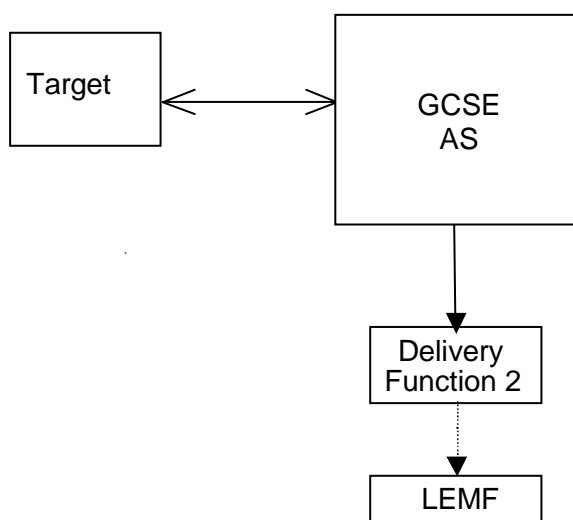 Target
GCSE
AS
Delivery
Function 2
LEMF